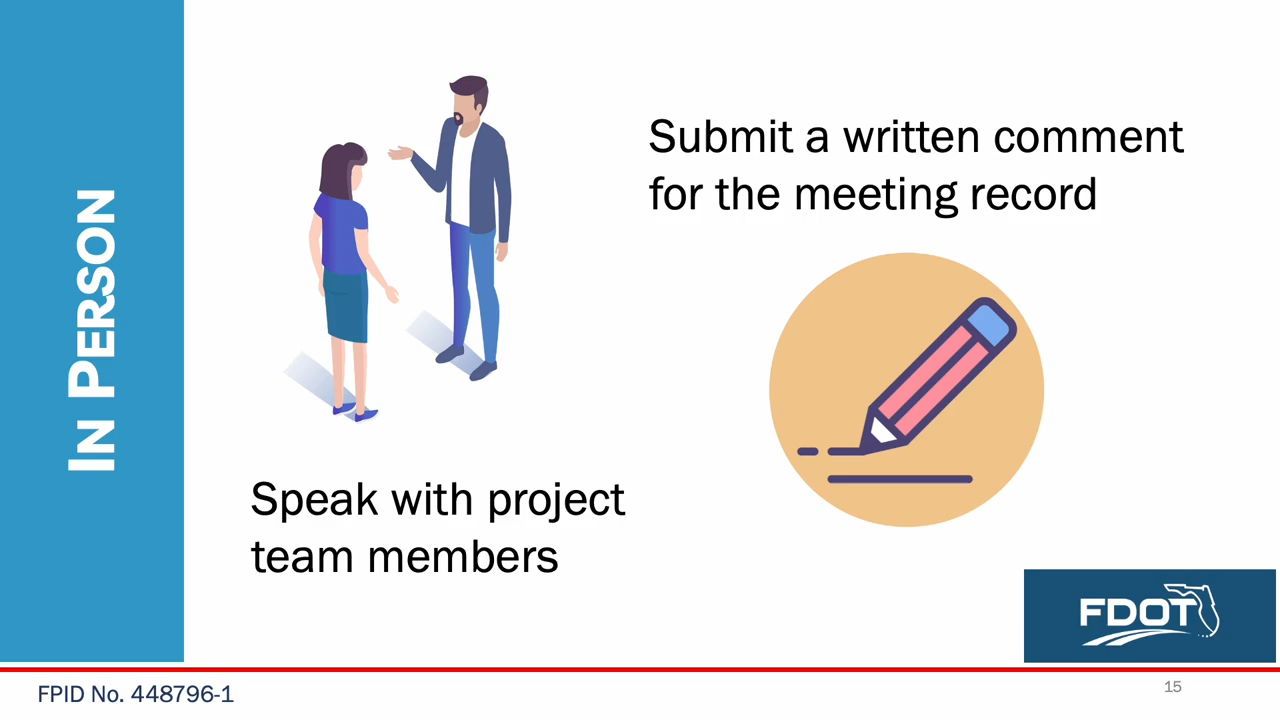 IN PERSON
Speak with project
team members
Submit a written comment
for the meeting record
FDOT
FPID No. 448796-1
15